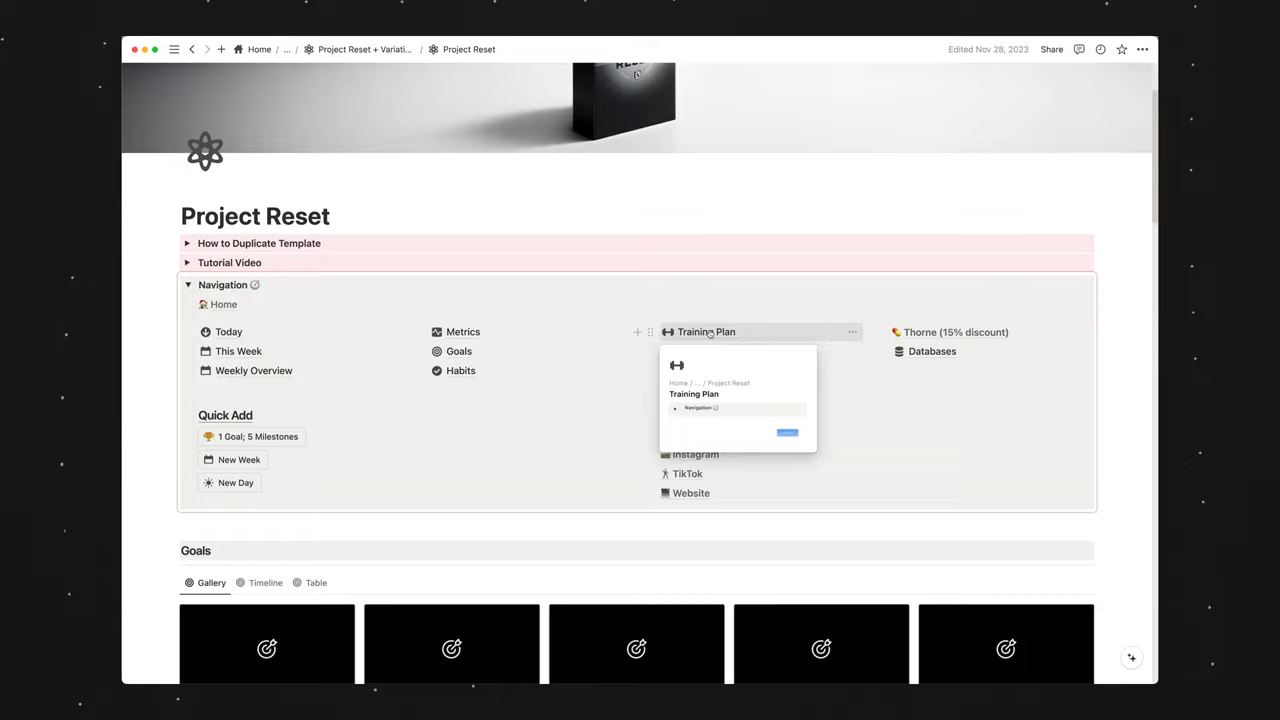 Home / ... / Project Reset + Variati... / Project Reset
Edited Nov 28, 2023 Share
Project Reset
How to Duplicate Template
Tutorial Video
Navigation
Home
Today
This Week
Weekly Overview
Metrics
Goals
Habits
Training Plan
Thorne (15% discount)
Databases
Home / ... / Project Reset
Training Plan
Navigation
Quick Add
1 Goal; 5 Milestones
New Week
New Day
Instagram
TikTok
Website
Goals
Gallery Timeline Table